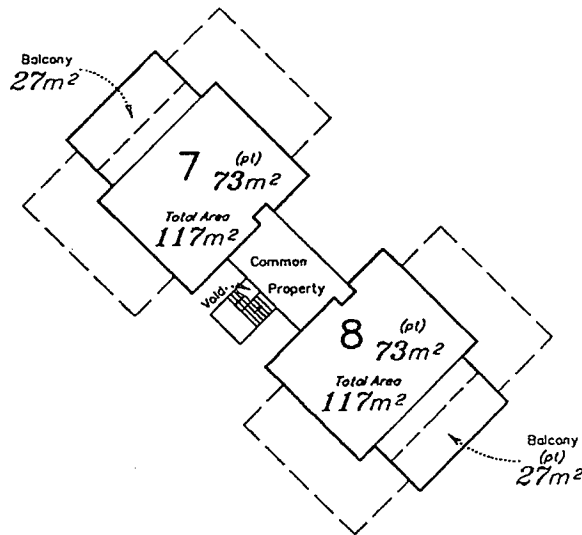 Balcony
27m²
7
(pt)
73m²
Total Area
117m²
Common
Property
Void
8
(pt)
73m²
Total Area
117m²
Balcony
(pt)
27m²